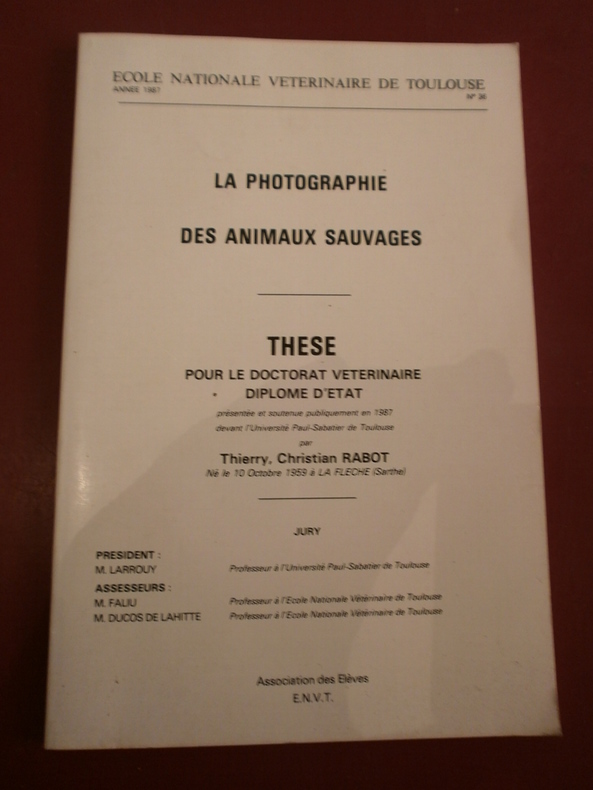 ECOLE NATIONALE VETERINAIRE DE TOULOUSE
ANNEE 1987
N° 26
LA PHOTOGRAPHIE
DES ANIMAUX SAUVAGES
THESE
POUR LE DOCTORAT VETERINAIRE
DIPLOME D'ETAT
présentée et soutenue publiquement en 1987
devant l'Université Paul-Sabatier de Toulouse
par
Thierry, Christian RABOT
Né le 10 Octobre 1959 à LA FLECHE (Sarthe)
JURY
PRESIDENT :
M. LARROUY Professeur à l'Université Paul-Sabatier de Toulouse
ASSESSEURS :
M. FALIU Professeur à l'Ecole Nationale Vétérinaire de Toulouse
M. DUCOS DE LAHITTE Professeur à l'Ecole Nationale Vétérinaire de Toulouse
Association des Elèves
E.N.V.T.